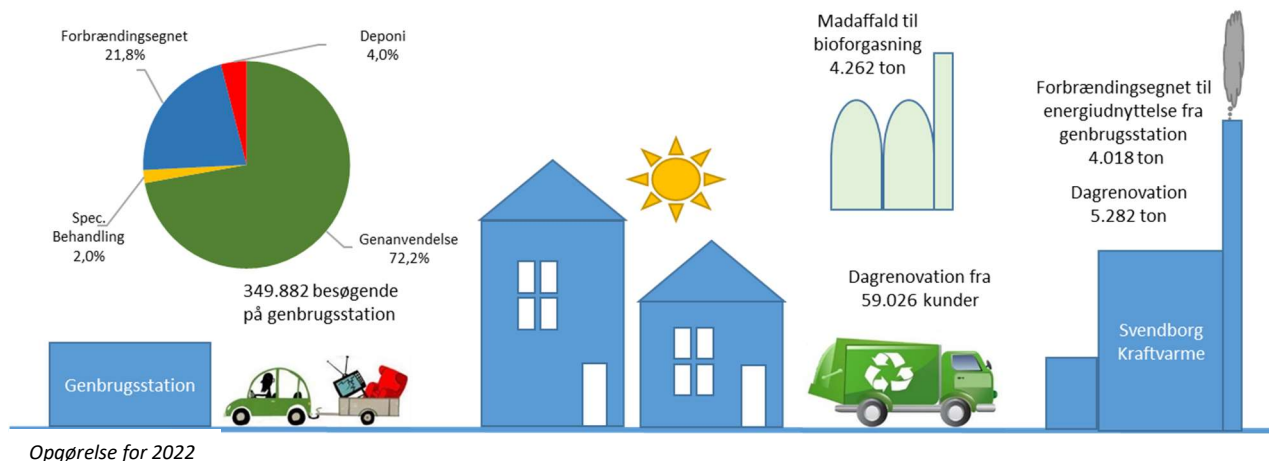 Forbrændingsegnet
21,8%
Deponi
4,0%
Spec.
Behandling
2,0%
Genanvendelse
72,2%
349.882 besøgende
på genbrugsstation
Genbrugsstation
Madaffald til
bioforgasning
4.262 ton
Dagrenovation fra
59.026 kunder
Forbrændingsegnet til
energiudnyttelse fra
genbrugsstation
4.018 ton
Dagrenovation
5.282 ton
Svendborg
Kraftvarme
Opgørelse for 2022